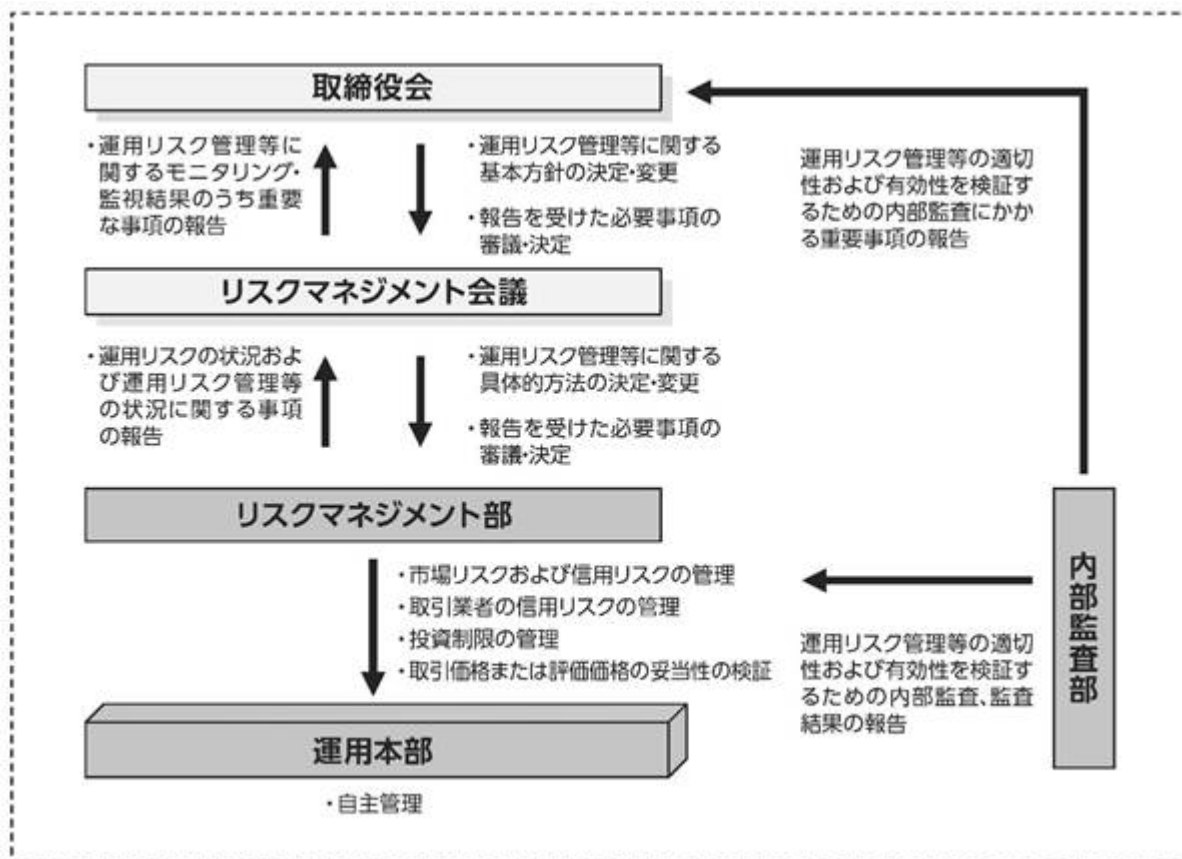 取締役会
・運用リスク管理等に
関するモニタリング・
監視結果のうち重要
な事項の報告
・運用リスク管理等に関する
基本方針の決定・変更
・報告を受けた必要事項の
審議・決定
運用リスク管理等の適切
性および有効性を検証す
るための内部監査にかか
る重要事項の報告
リスクマネジメント会議
・運用リスクの状況およ
び運用リスク管理等
の状況に関する事項
の報告
・運用リスク管理等に関する
具体的方法の決定・変更
・報告を受けた必要事項の
審議・決定
リスクマネジメント部
・市場リスクおよび信用リスクの管理
・取引業者の信用リスクの管理
・投資制限の管理
・取引価格または評価価格の妥当性の検証
内部監査部
運用リスク管理等の適切
性および有効性を検証す
るための内部監査、監査
結果の報告
運用本部
・自主管理